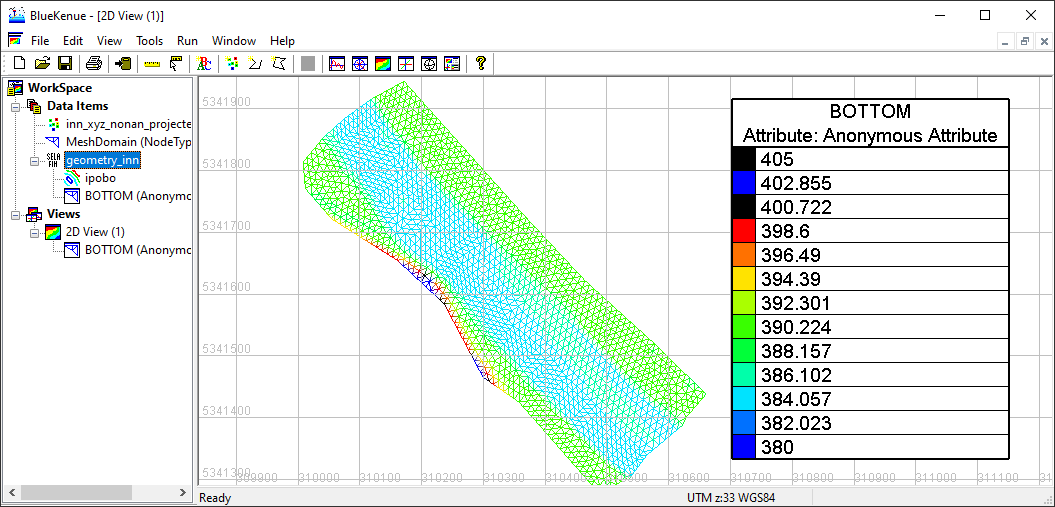 BlueKenue - [2D View (1)]
File Edit View Tools Run Window Help
WorkSpace
Data Items
inn_xyz_nonan_projecte
MeshDomain (NodeTyp
SELA FIN
geometry_inn
ipobo
BOTTOM (Anonymo
Views
2D View (1)
BOTTOM (Anonymo
5341900
5341800
5341700
5341600
5341500
5341400
5341300
309900 310000 310100 310200 310300 310400 310500 310600 310700 310800 310900 311000
BOTTOM
Attribute: Anonymous Attribute
405
402.855
400.722
398.6
396.49
394.39
392.301
390.224
388.157
386.102
384.057
382.023
380
Ready
UTM z:33 WGS84